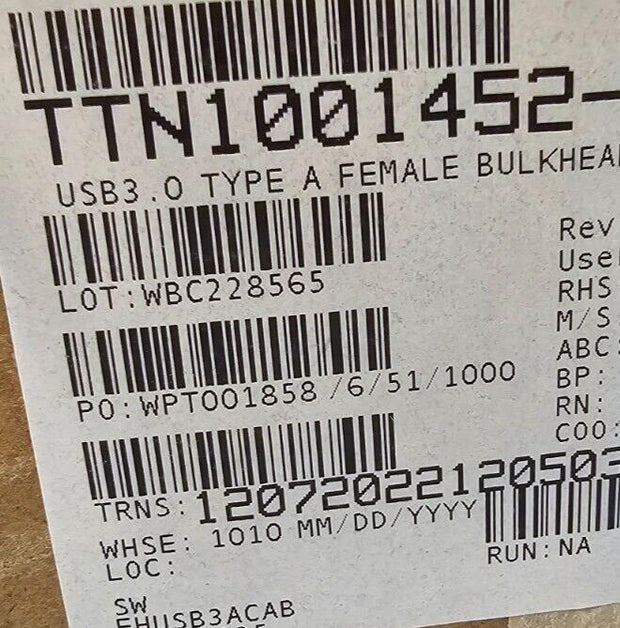 TTN1001452-
USB3.0 TYPE A FEMALE BULKHEA
LOT:WBC228565
Rev
Use
RHS
M/S
ABC:
PO:WPT001858 /6/51/1000
BP:
RN:
COO:
TRNS:12072022120503
WHSE: 1010 MM/DD/YYYY
LOC:
RUN:NA
SW
EHUSB3ACAB